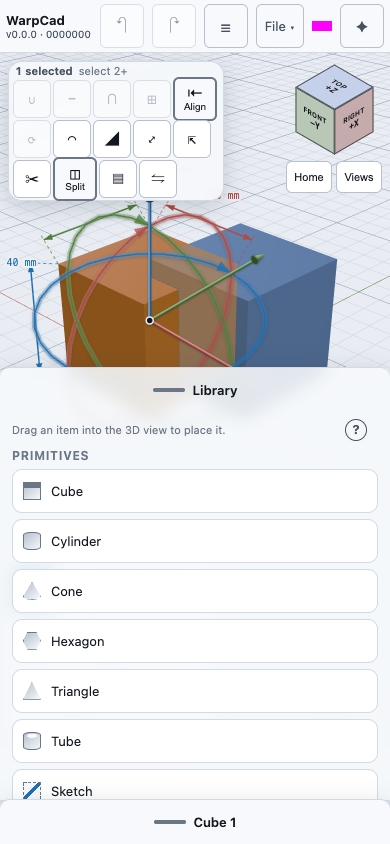 WarpCad
v0.0.0 · 0000000
File
1 selected select 2+
Align
Split
TOP
+Z
FRONT
−Y
RIGHT
+X
Home
Views
mm
40 mm
Library
Drag an item into the 3D view to place it.
?
PRIMITIVES
Cube
Cylinder
Cone
Hexagon
Triangle
Tube
Sketch
Cube 1